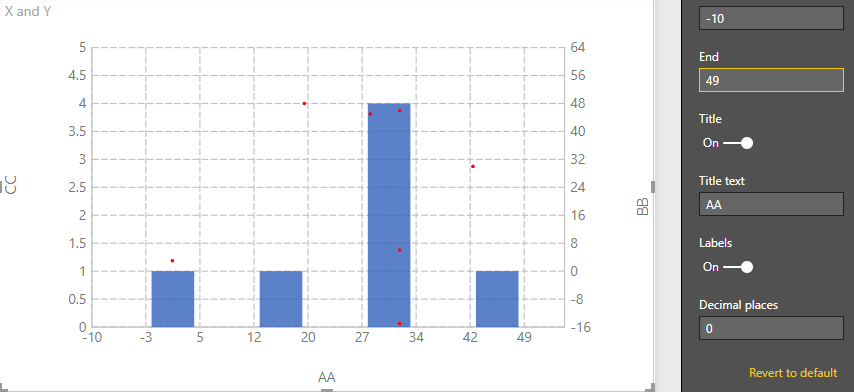 X and Y
5
4.5
4
3.5
3
2.5
2
1.5
1
0.5
0
CC
64
56
48
40
32
24
16
8
0
-8
-16
BB
-10 -3 5 12 20 27 34 42 49
AA
-10
End
49
Title
On
Title text
AA
Labels
On
Decimal places
0
Revert to default